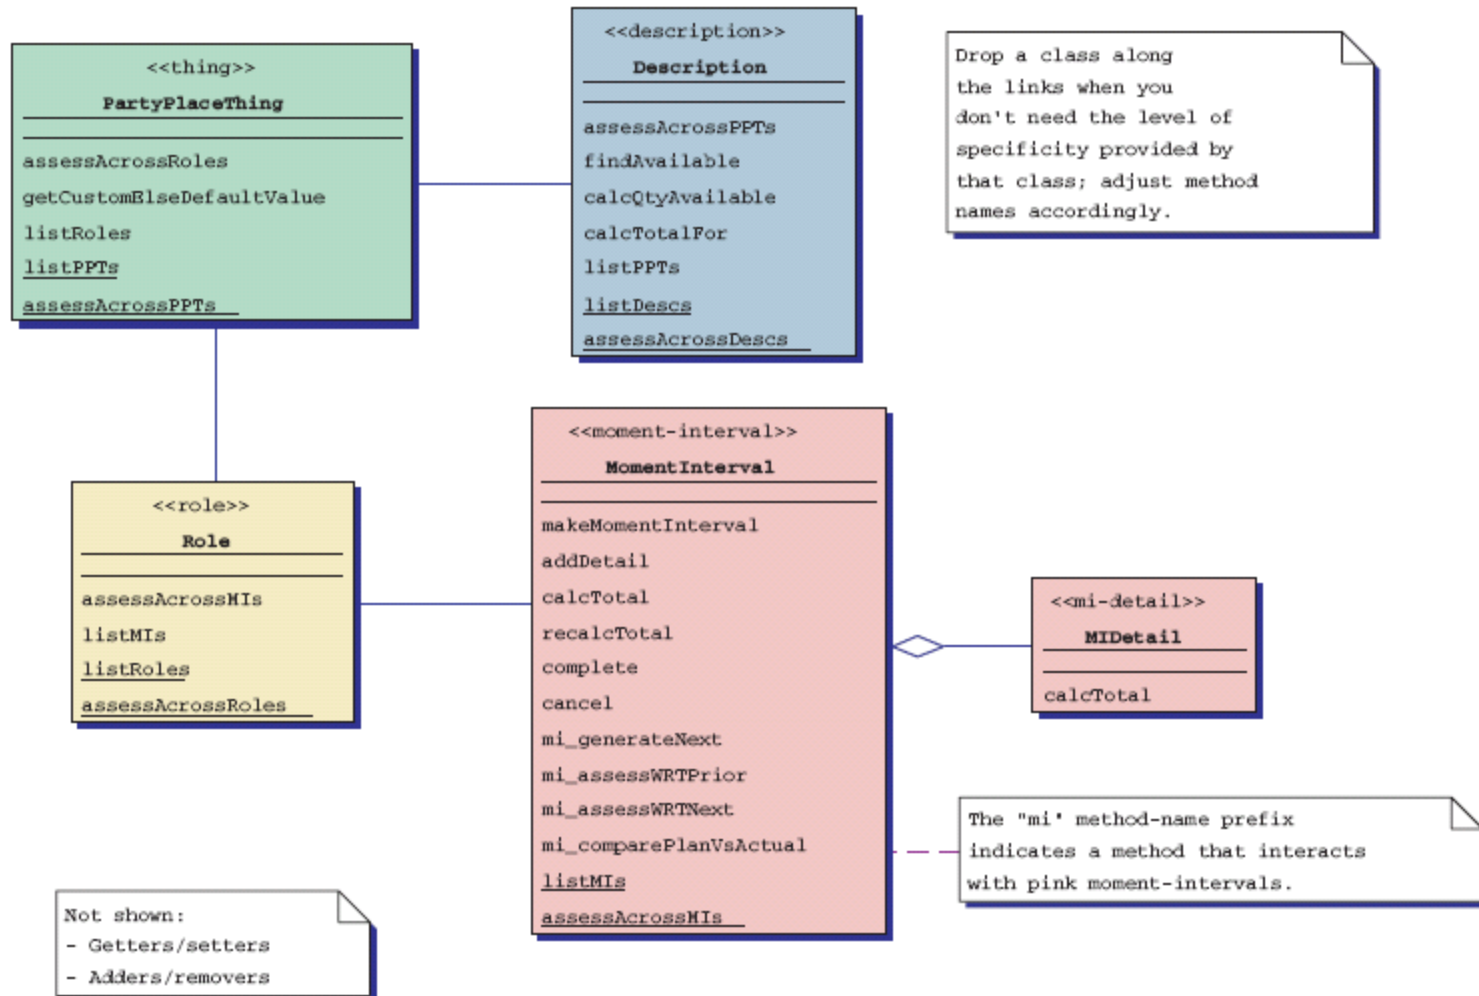 <<thing>>
PartyPlaceThing
assessAcrossRoles
getCustomElseDefaultValue
listRoles
listPPTs
assessAcrossPPTs
<<description>>
Description
assessAcrossPPTs
findAvailable
calcQtyAvailable
calcTotalFor
listPPTs
listDescs
assessAcrossDescs
Drop a class along
the links when you
don't need the level of
specificity provided by
that class; adjust method
names accordingly.
<<role>>
Role
assessAcrossMIs
listMIs
listRoles
assessAcrossRoles
<<moment-interval>>
MomentInterval
makeMomentInterval
addDetail
calcTotal
recalcTotal
complete
cancel
mi_generateNext
mi_assessWRTPrior
mi_assessWRTNext
mi_comparePlanVsActual
listMIs
assessAcrossMIs
<<mi-detail>>
MIDetail
calcTotal
The "mi" method-name prefix
indicates a method that interacts
with pink moment-intervals.
Not shown:
- Getters/setters
- Adders/removers